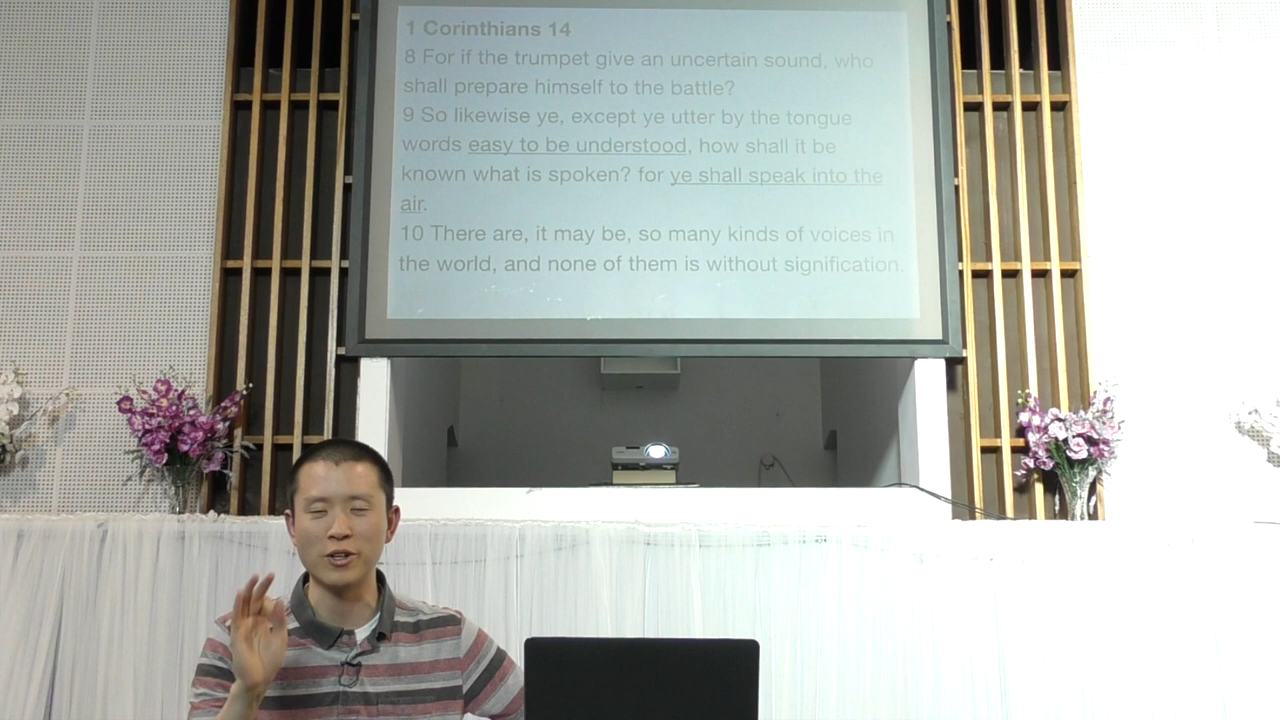 1 Corinthians 14
8 For if the trumpet give an uncertain sound, who
shall prepare himself to the battle?
9 So likewise ye, except ye utter by the tongue
words easy to be understood, how shall it be
known what is spoken? for ye shall speak into the
air.
10 There are, it may be, so many kinds of voices in
the world, and none of them is without signification.